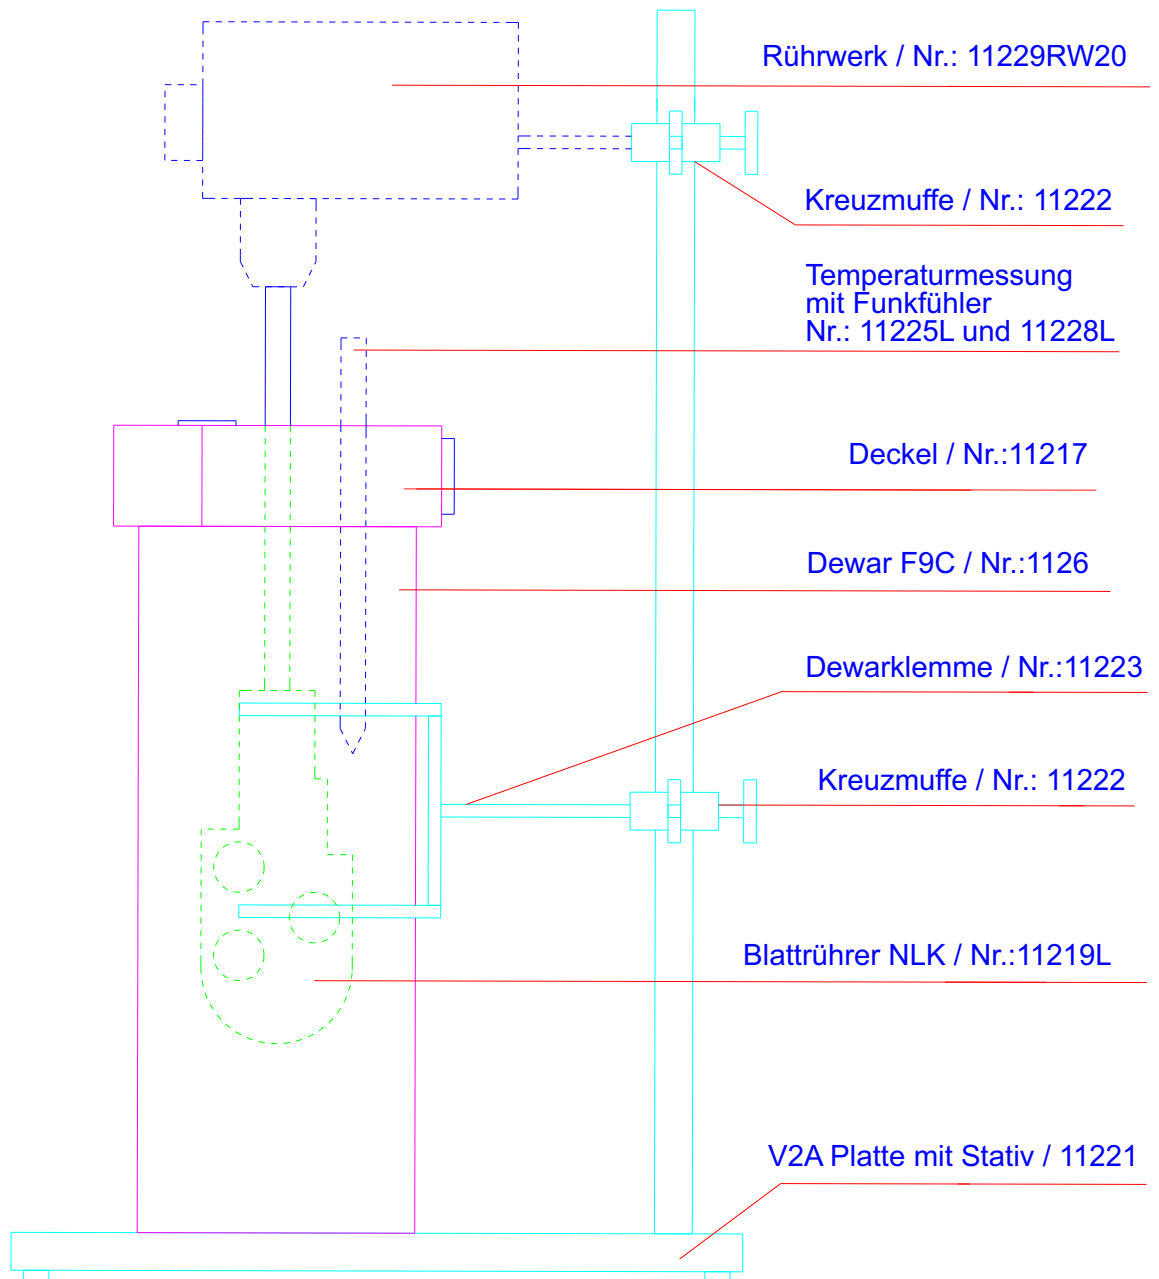 Rührwerk / Nr.: 11229RW20
Kreuzmuffe / Nr.: 11222
Temperaturmessung
mit Funkfühler
Nr.: 11225L und 11228L
Deckel / Nr.:11217
Dewar F9C / Nr.:1126
Dewarklemme / Nr.:11223
Kreuzmuffe / Nr.: 11222
Blattrührer NLK / Nr.:11219L
V2A Platte mit Stativ / 11221